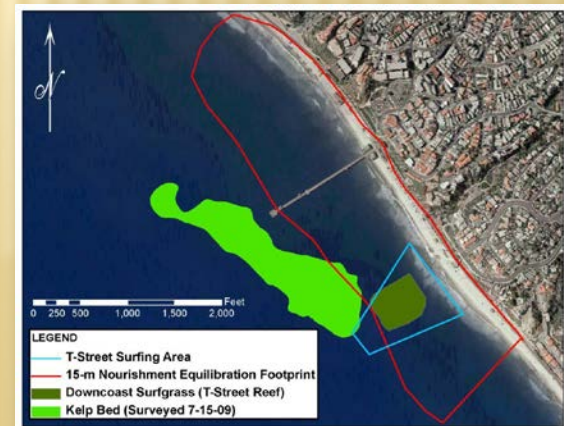 N
Feet
0 250 500 1,000 1,500 2,000
LEGEND
T-Street Surfing Area
15-m Nourishment Equilibration Footprint
Downcoast Surfgrass (T-Street Reef)
Kelp Bed (Surveyed 7-15-09)